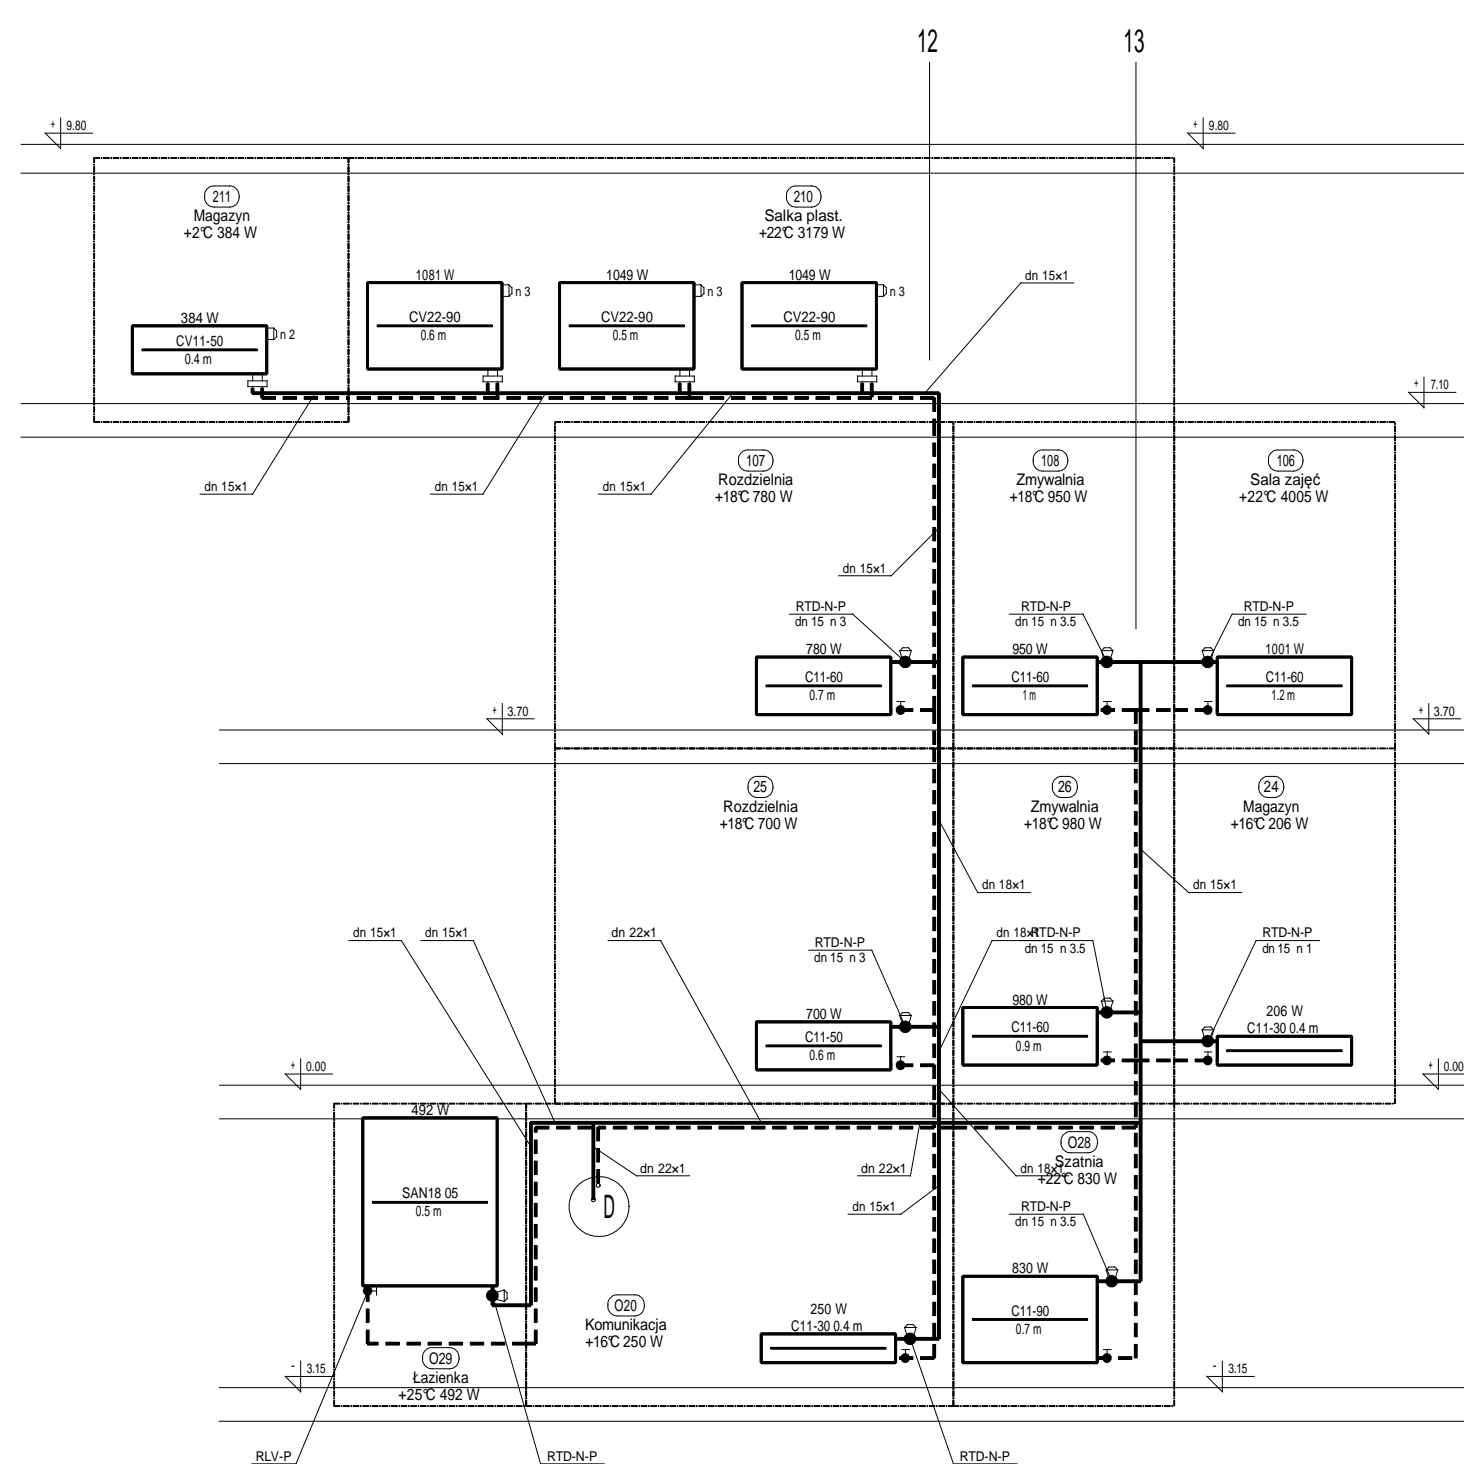 12
13
+ 9.80
+ 9.80
211
Magazyn
+2°C 384 W
210
Salka plast.
+22°C 3179 W
1081 W
CV22-90
0.6 m
n 3
1049 W
CV22-90
0.5 m
n 3
1049 W
CV22-90
0.5 m
n 3
dn 15×1
384 W
CV11-50
0.4 m
n 2
+ 7.10
dn 15×1
dn 15×1
dn 15×1
107
Rozdzielnia
+18°C 780 W
108
Zmywalnia
+18°C 950 W
106
Sala zajęć
+22°C 4005 W
dn 15×1
RTD-N-P
dn 15 n 3
RTD-N-P
dn 15 n 3.5
RTD-N-P
dn 15 n 3.5
780 W
C11-60
0.7 m
950 W
C11-60
1 m
1001 W
C11-60
1.2 m
+ 3.70
+ 3.70
25
Rozdzielnia
+18°C 700 W
26
Zmywalnia
+18°C 980 W
24
Magazyn
+16°C 206 W
dn 18×1
dn 15×1
dn 15×1
dn 15×1
dn 22×1
RTD-N-P
dn 15 n 3
dn 18×1
RTD-N-P
dn 15 n 3.5
RTD-N-P
dn 15 n 1
700 W
C11-50
0.6 m
980 W
C11-60
0.9 m
206 W
C11-30 0.4 m
+ 0.00
+ 0.00
492 W
SAN18 05
0.5 m
dn 22×1
D
dn 22×1
dn 18×1
O28
Szatnia
+22°C 830 W
dn 15×1
RTD-N-P
dn 15 n 3.5
830 W
C11-90
0.7 m
O20
Komunikacja
+16°C 250 W
250 W
C11-30 0.4 m
O29
Łazienka
+25°C 492 W
- 3.15
- 3.15
RLV-P
RTD-N-P
RTD-N-P